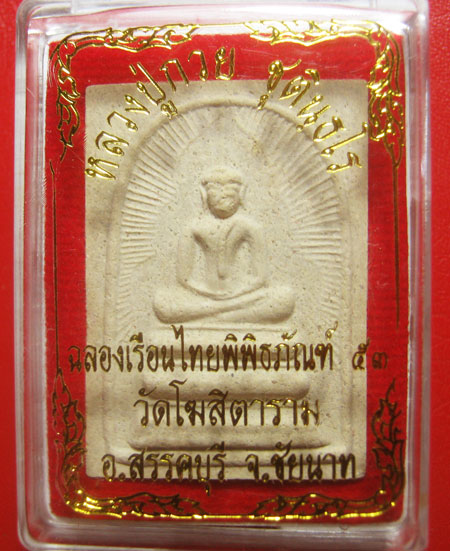 หลวงปู่กวย ชุตินฺธโร
ฉลองเรือนไทยพิพิธภัณฑ์ ๕๓
วัดโฆสิตาราม
อ.สรรคบุรี จ.ชัยนาท